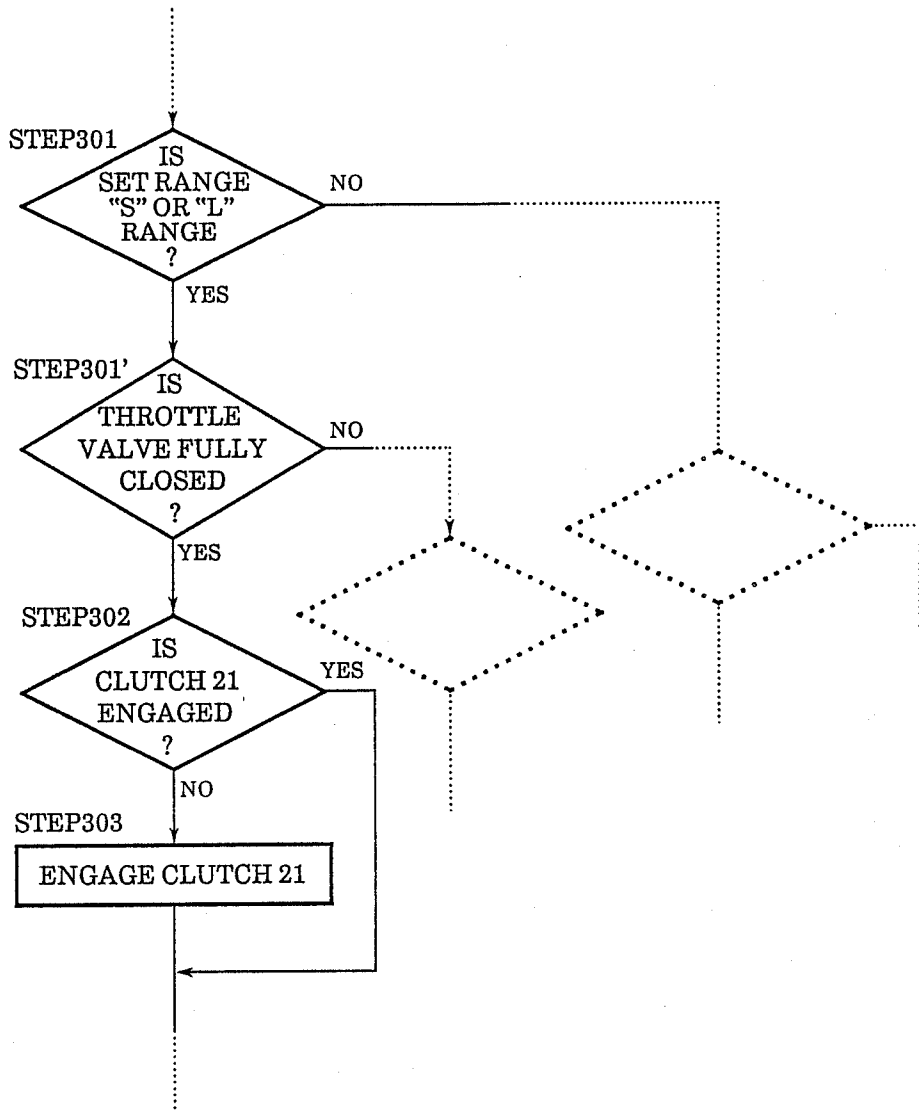 STEP301
IS
SET RANGE
“S” OR “L”
RANGE
?
NO
YES
STEP301’
IS
THROTTLE
VALVE FULLY
CLOSED
?
NO
YES
STEP302
IS
CLUTCH 21
ENGAGED
?
YES
NO
STEP303
ENGAGE CLUTCH 21